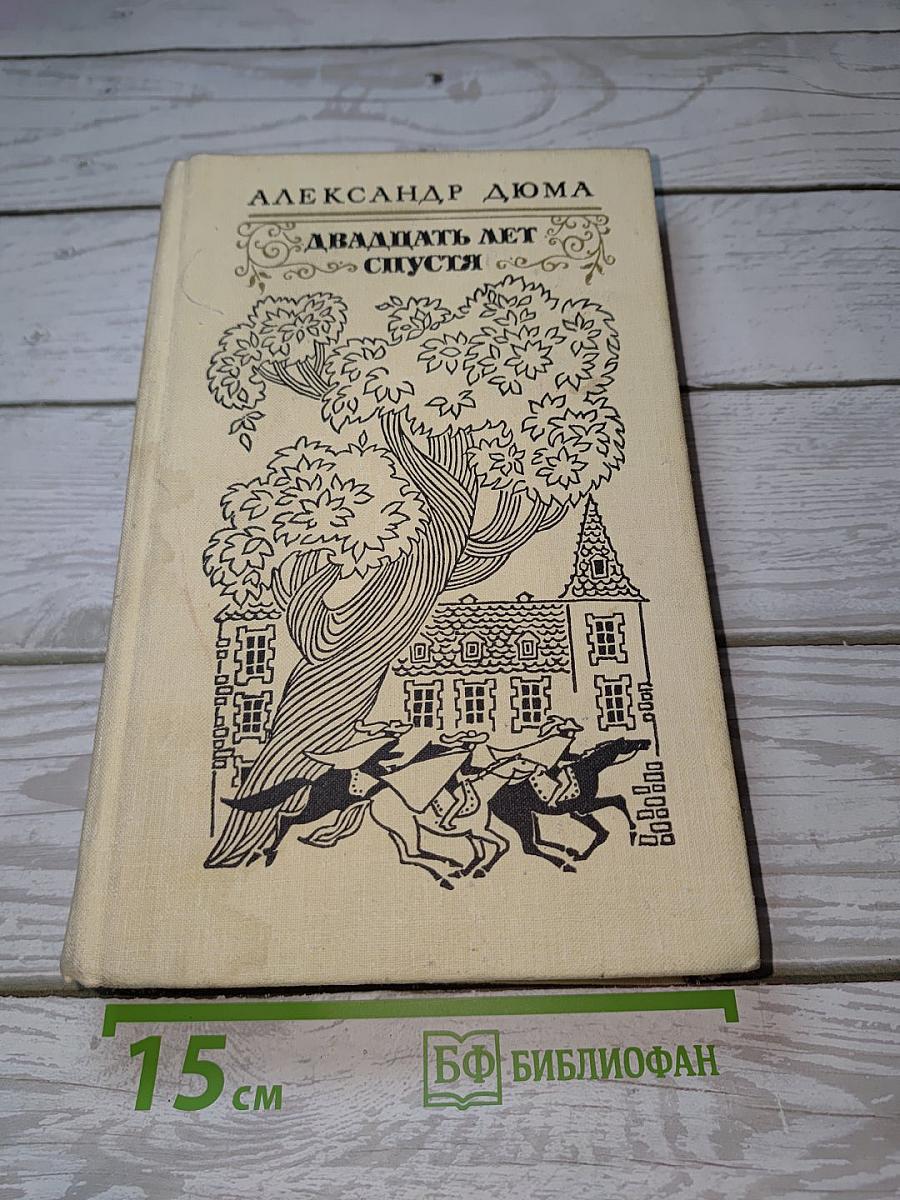 АЛЕКСАНДР ДЮМА
ДВАДЦАТЬ ЛЕТ
СПУСТЯ
15 см
БФ БИБЛИОФАН